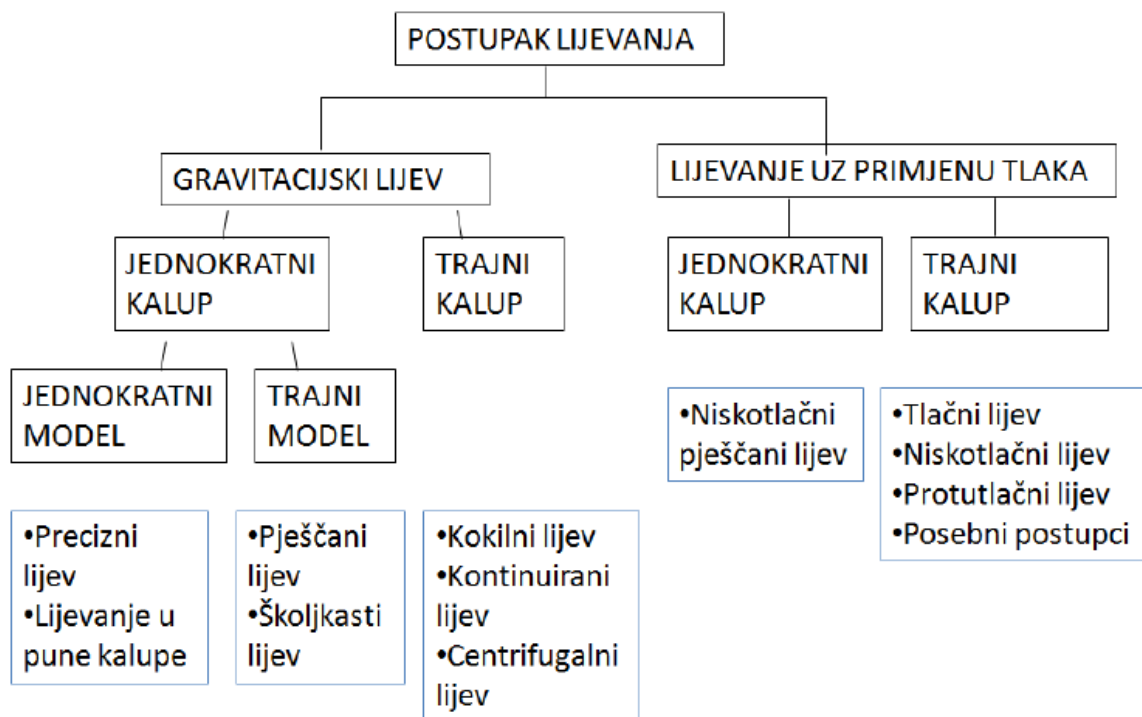 POSTUPAK LIJEVANJA
GRAVITACIJSKI LIJEV
LIJEVANJE UZ PRIMJENU TLAKA
JEDNOKRATNI
KALUP
TRAJNI
KALUP
JEDNOKRATNI
KALUP
TRAJNI
KALUP
JEDNOKRATNI
MODEL
TRAJNI
MODEL
•Niskotlačni
pješčani lijev
•Tlačni lijev
•Niskotlačni lijev
•Protutlačni lijev
•Posebni postupci
•Precizni
lijev
•Lijevanje u
pune kalupe
•Pješčani
lijev
•Školjkasti
lijev
•Kokilni lijev
•Kontinuirani
lijev
•Centrifugalni
lijev